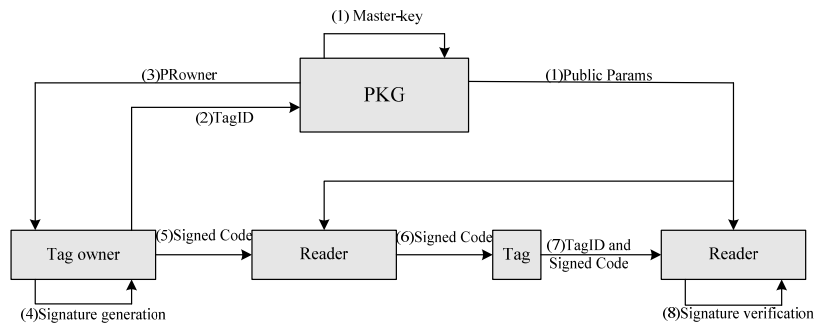 (1) Master-key
(3)PRowner
PKG
(1)Public Params
(2)TagID
Tag owner
(5)Signed Code
Reader
(6)Signed Code
Tag
(7)TagID and
Signed Code
Reader
(4)Signature generation
(8)Signature verification